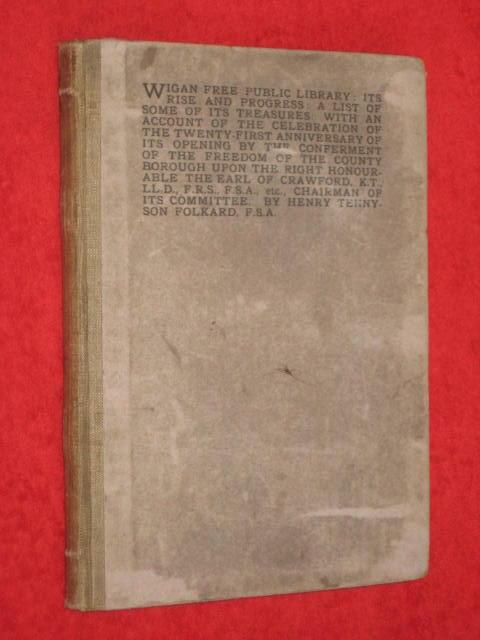 WIGAN FREE PUBLIC LIBRARY: ITS
RISE AND PROGRESS: A LIST OF
SOME OF ITS TREASURES: WITH AN
ACCOUNT OF THE CELEBRATION OF
THE TWENTY-FIRST ANNIVERSARY OF
ITS OPENING BY THE CONFERMENT
OF THE FREEDOM OF THE COUNTY
BOROUGH UPON THE RIGHT HONOUR-
ABLE THE EARL OF CRAWFORD, K.T.,
LL.D., F.R.S., F.S.A., etc., CHAIRMAN OF
ITS COMMITTEE. BY HENRY TENNY-
SON FOLKARD, F.S.A.